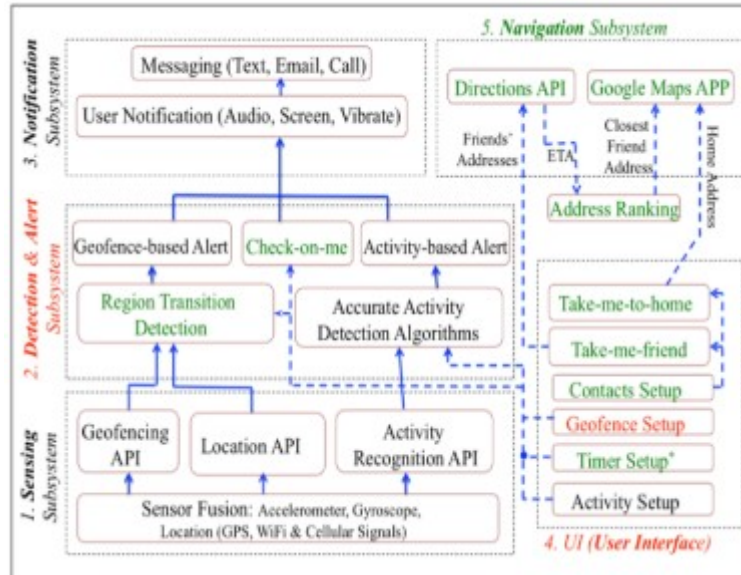 5. Navigation Subsystem
Messaging (Text, Email, Call)
User Notification (Audio, Screen, Vibrate)
3. Notification
Subsystem
Directions API
Google Maps APP
Friends'
Addresses
ETA
Closest
Friend
Address
Home Address
Address Ranking
Geofence-based Alert
Check-on-me
Activity-based Alert
Region Transition
Detection
Accurate Activity
Detection Algorithms
2. Detection & Alert
Subsystem
Take-me-to-home
Take-me-friend
Contacts Setup
Geofence Setup
Timer Setup*
Activity Setup
4. UI (User Interface)
Geofencing
API
Location API
Activity
Recognition API
Sensor Fusion: Accelerometer, Gyroscope,
Location (GPS, WiFi & Cellular Signals)
1. Sensing
Subsystem